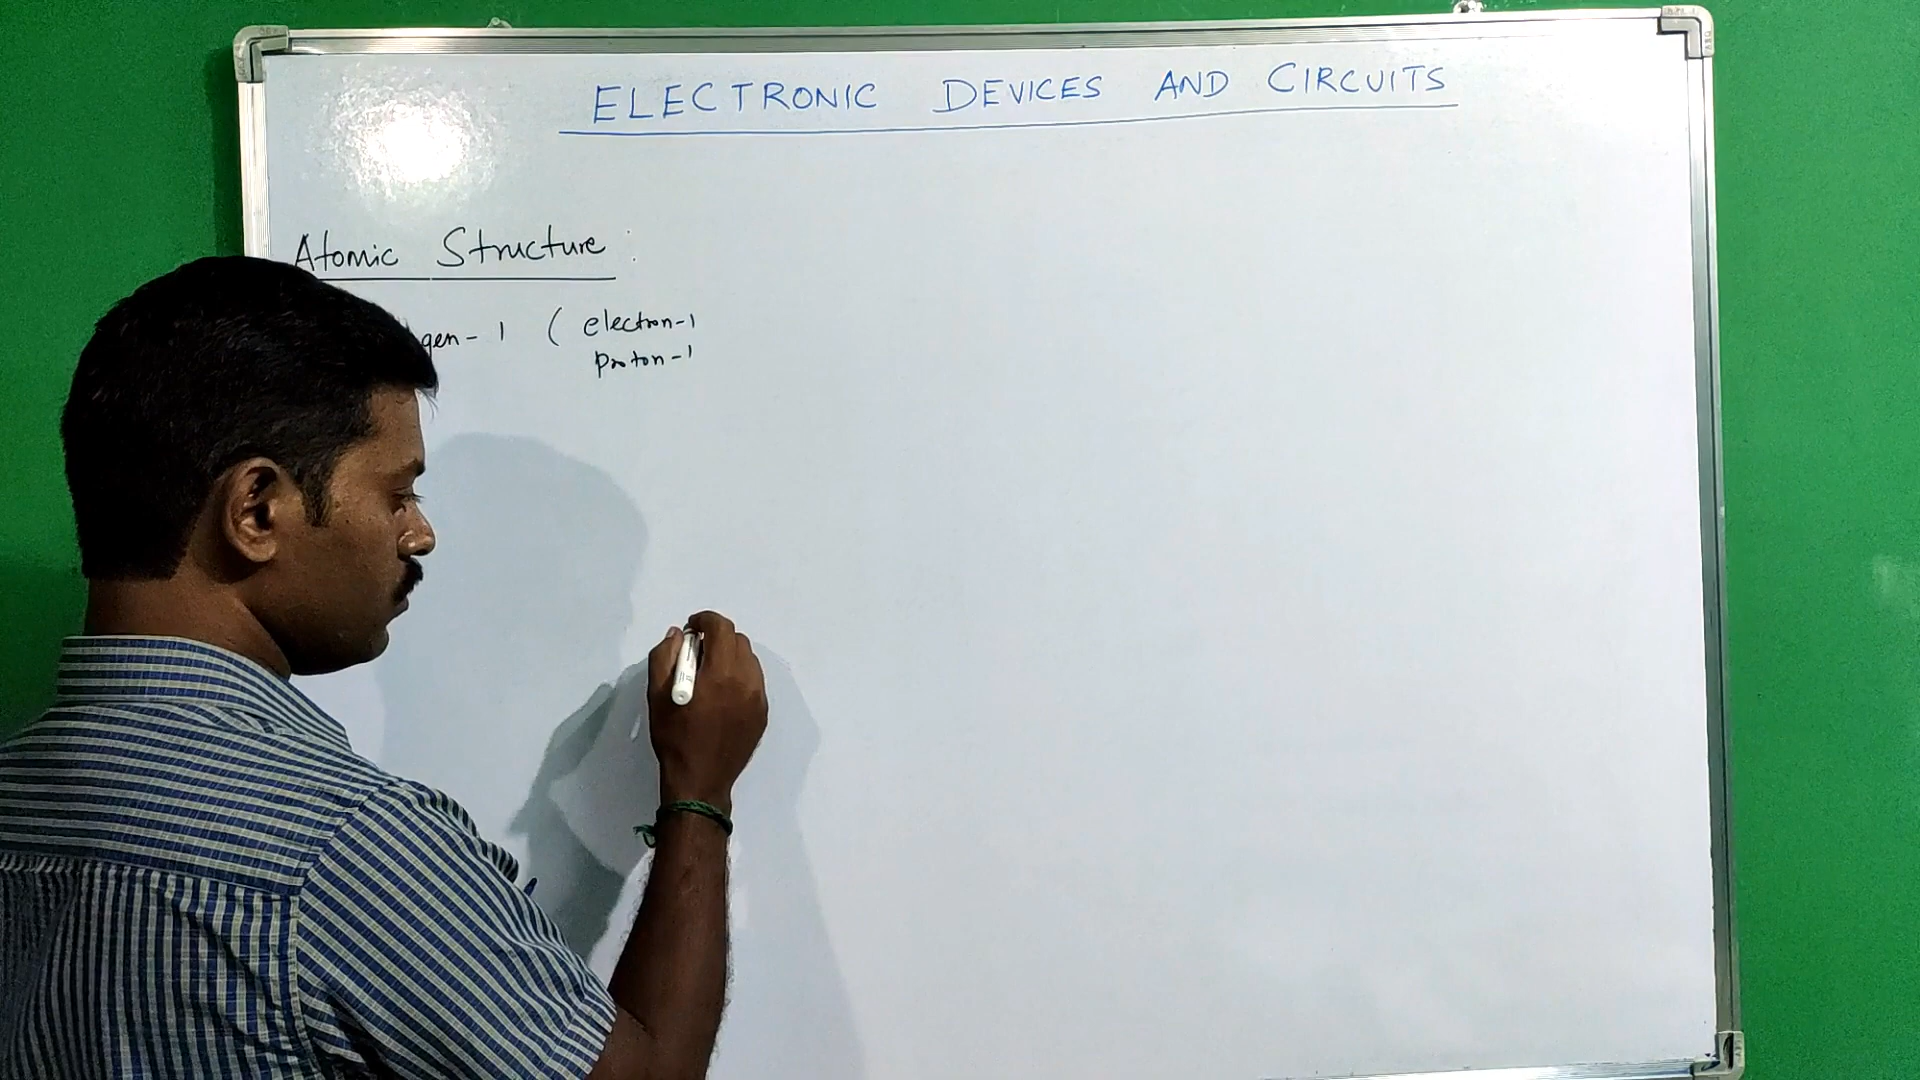 ELECTRONIC DEVICES AND CIRCUITS
Atomic Structure :
gen - 1 ( electron - 1
proton - 1